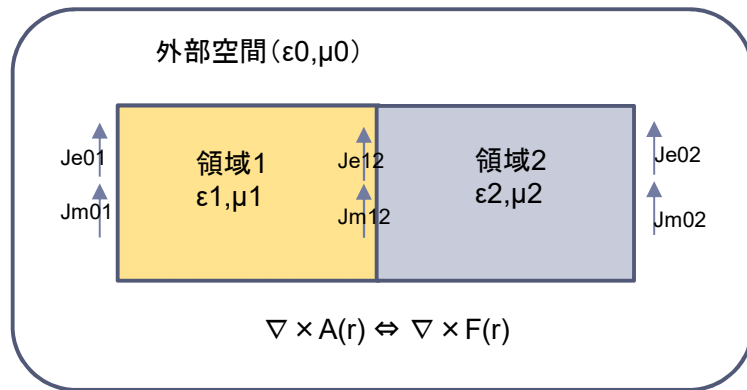 外部空間(ε0,μ0)
Je01
Jm01
領域1
ε1,μ1
Je12
Jm12
領域2
ε2,μ2
Je02
Jm02
∇×A(r) ⇔ ∇×F(r)